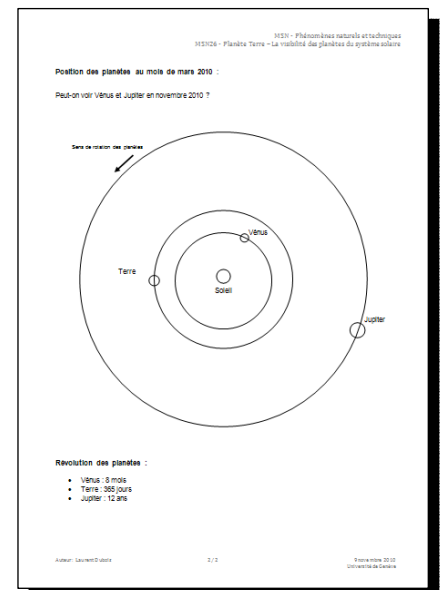 MSN - Phénomènes naturels et techniques
MSN26 - Planète Terre – La visibilité des planètes du système solaire
Position des planètes au mois de mars 2010 :
Peut-on voir Vénus et Jupiter en novembre 2010 ?
Sens de rotation des planètes
Vénus
Terre
Soleil
Jupiter
Révolution des planètes :
• Vénus : 8 mois
• Terre : 365 jours
• Jupiter : 12 ans
Auteur : Laurent Dubois 2 / 2 9 novembre 2010
Université de Genève